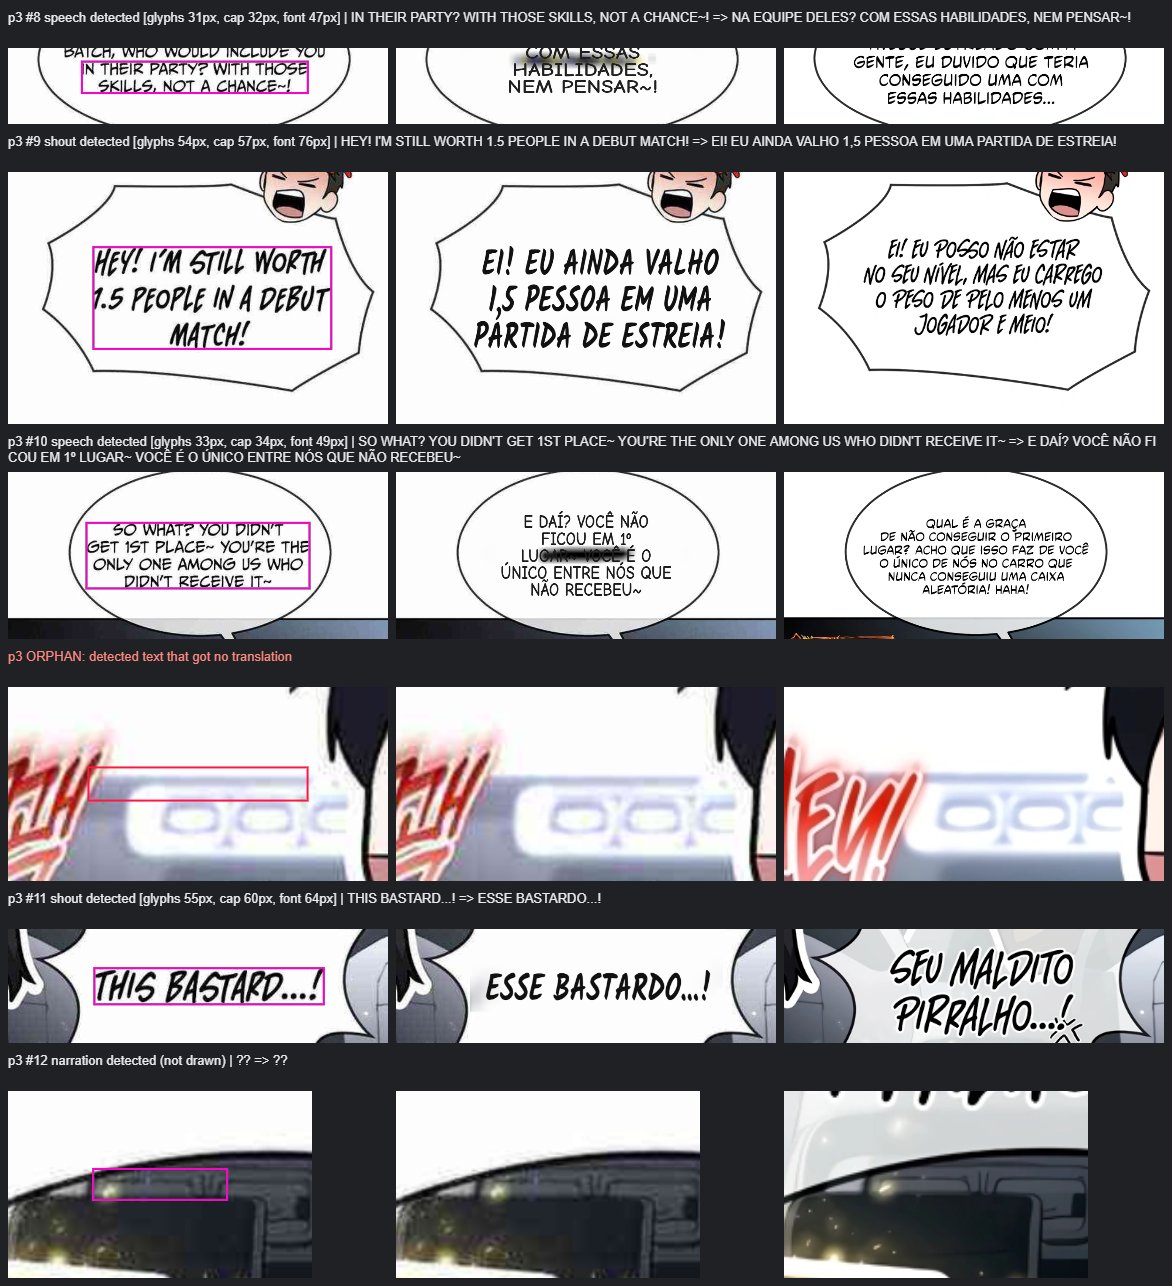 p3 #8 speech detected [glyphs 31px, cap 32px, font 47px] | IN THEIR PARTY? WITH THOSE SKILLS, NOT A CHANCE~! => NA EQUIPE DELES? COM ESSAS HABILIDADES, NEM PENSAR~!
BATCH, WHO WOULD INCLUDE YOU
IN THEIR PARTY? WITH THOSE
SKILLS, NOT A CHANCE~!
COM ESSAS
HABILIDADES,
NEM PENSAR~!
GENTE, EU DUVIDO QUE TERIA
CONSEGUIDO UMA COM
ESSAS HABILIDADES...
p3 #9 shout detected [glyphs 54px, cap 57px, font 76px] | HEY! I'M STILL WORTH 1.5 PEOPLE IN A DEBUT MATCH! => EI! EU AINDA VALHO 1,5 PESSOA EM UMA PARTIDA DE ESTREIA!
HEY! I'M STILL WORTH
1.5 PEOPLE IN A DEBUT
MATCH!
EI! EU AINDA VALHO
1,5 PESSOA EM UMA
PARTIDA DE ESTREIA!
EI! EU POSSO NÃO ESTAR
NO SEU NÍVEL, MAS EU CARREGO
O PESO DE PELO MENOS UM
JOGADOR E MEIO!
p3 #10 speech detected [glyphs 33px, cap 34px, font 49px] | SO WHAT? YOU DIDN'T GET 1ST PLACE~ YOU'RE THE ONLY ONE AMONG US WHO DIDN'T RECEIVE IT~ => E DAÍ? VOCÊ NÃO FI
COU EM 1º LUGAR~ VOCÊ É O ÚNICO ENTRE NÓS QUE NÃO RECEBEU~
SO WHAT? YOU DIDN'T
GET 1ST PLACE~ YOU'RE THE
ONLY ONE AMONG US WHO
DIDN'T RECEIVE IT~
E DAÍ? VOCÊ NÃO
FICOU EM 1º
LUGAR~ VOCÊ É O
ÚNICO ENTRE NÓS QUE
NÃO RECEBEU~
QUAL É A GRAÇA
DE NÃO CONSEGUIR O PRIMEIRO
LUGAR? ACHO QUE ISSO FAZ DE VOCÊ
O ÚNICO DE NÓS NO CARRO QUE
NUNCA CONSEGUIU UMA CAIXA
ALEATÓRIA! HAHA!
p3 ORPHAN: detected text that got no translation
HEY!
p3 #11 shout detected [glyphs 55px, cap 60px, font 64px] | THIS BASTARD...! => ESSE BASTARDO...!
THIS BASTARD...!
ESSE BASTARDO...!
SEU MALDITO
PIRRALHO...!
p3 #12 narration detected (not drawn) | ?? => ??